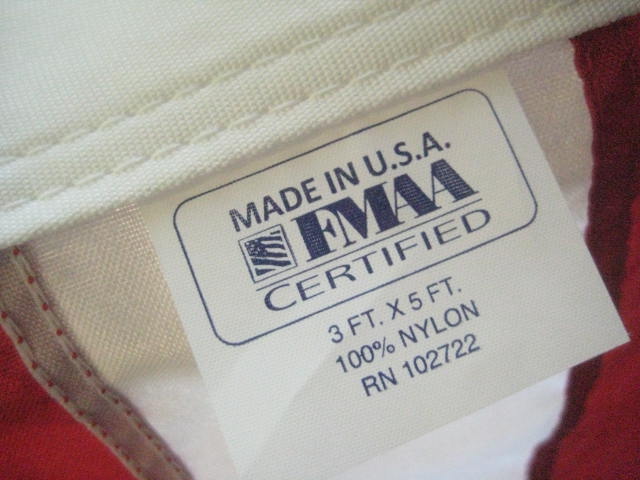 MADE IN U.S.A.
FMAA
CERTIFIED
3 FT. X 5 FT.
100% NYLON
RN 102722